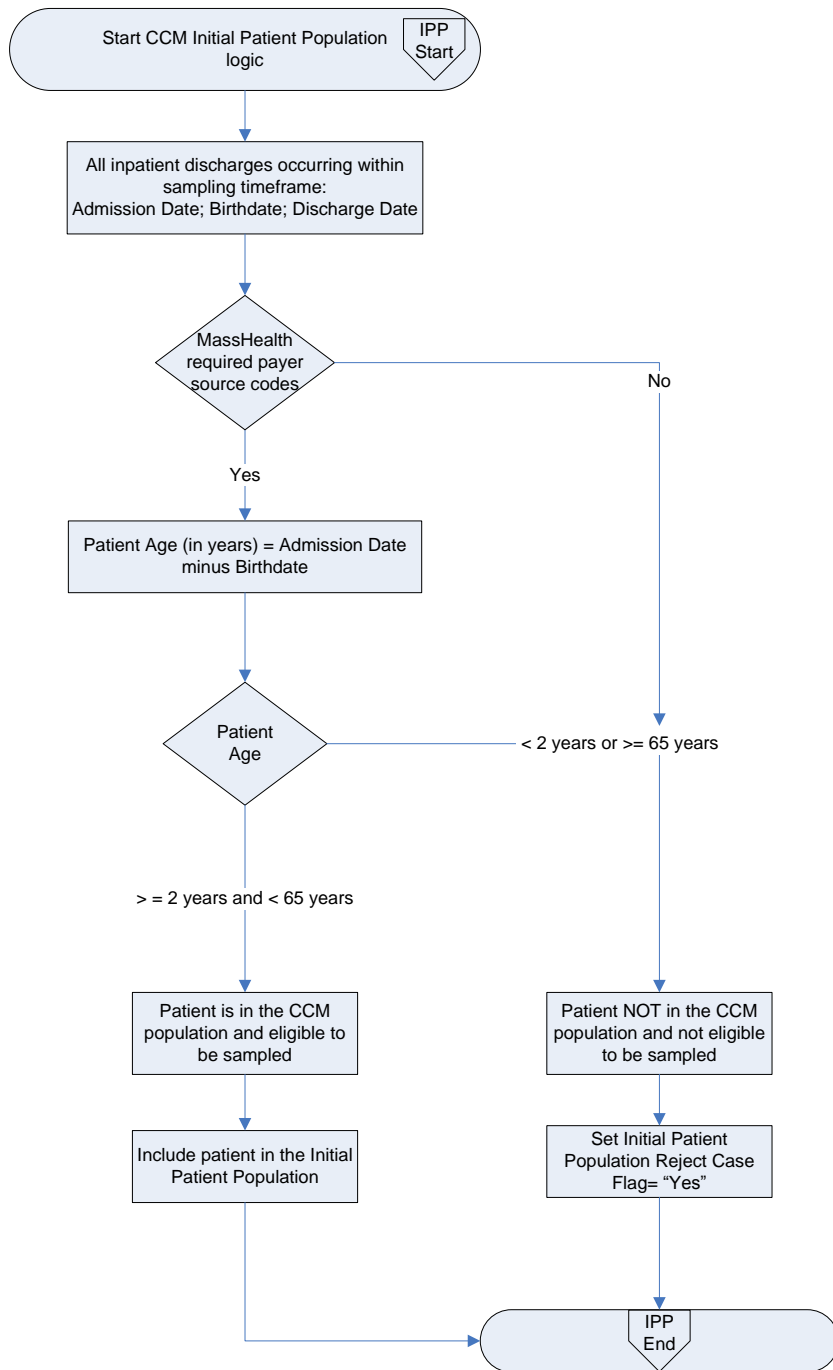 Start CCM Initial Patient Population
logic
IPP
Start
All inpatient discharges occurring within
sampling timeframe:
Admission Date; Birthdate; Discharge Date
MassHealth
required payer
source codes
No
Yes
Patient Age (in years) = Admission Date
minus Birthdate
Patient
Age
< 2 years or >= 65 years
> = 2 years and < 65 years
Patient is in the CCM
population and eligible to
be sampled
Patient NOT in the CCM
population and not eligible
to be sampled
Include patient in the Initial
Patient Population
Set Initial Patient
Population Reject Case
Flag= “Yes”
IPP
End